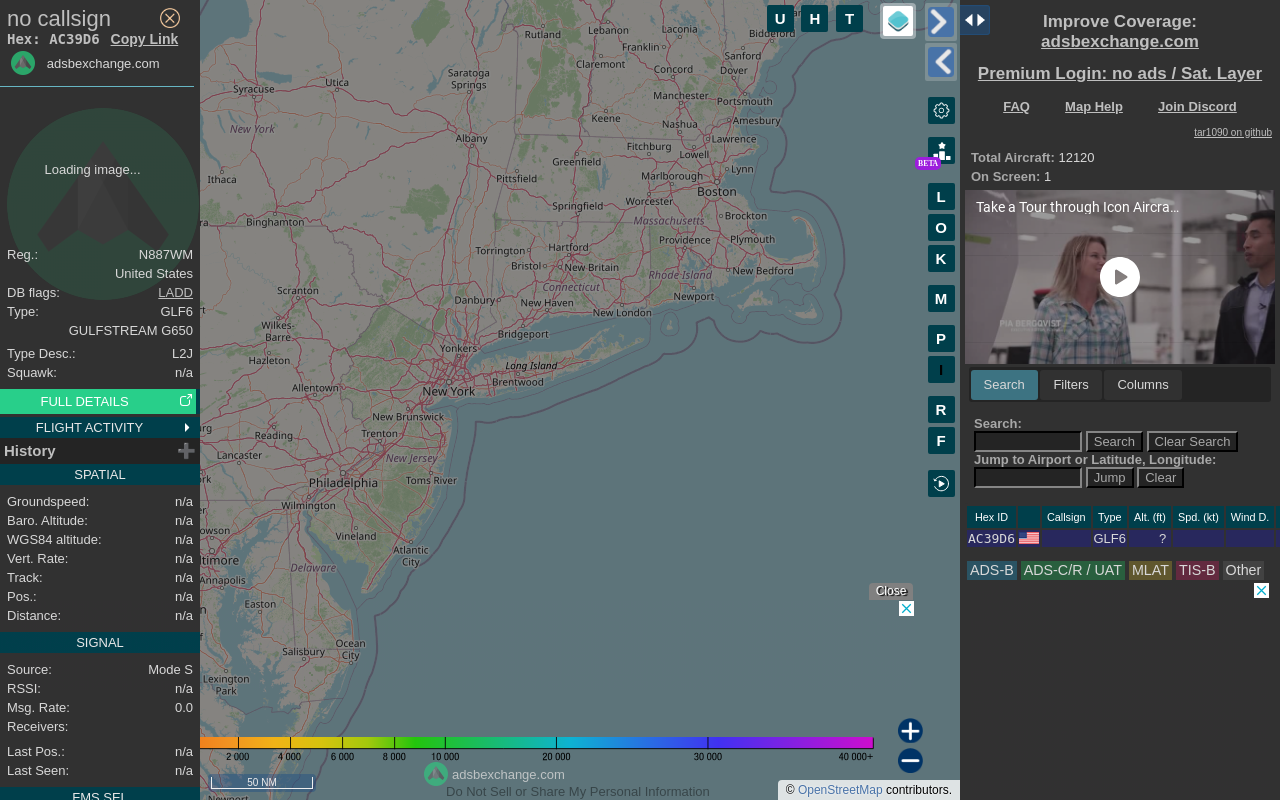 no callsign
Hex: AC39D6 Copy Link
adsbexchange.com
Loading image...
Reg.: N887WM
United States
DB flags: LADD
Type: GLF6
GULFSTREAM G650
Type Desc.: L2J
Squawk: n/a
FULL DETAILS
FLIGHT ACTIVITY
History
SPATIAL
Groundspeed: n/a
Baro. Altitude: n/a
WGS84 altitude: n/a
Vert. Rate: n/a
Track: n/a
Pos.: n/a
Distance: n/a
SIGNAL
Source: Mode S
RSSI: n/a
Msg. Rate: 0.0
Receivers:
Last Pos.: n/a
Last Seen: n/a
FMS SEL
U H T
Rutland
Lebanon
Laconia
Biddeford
Franklin
Claremont
Sanford
Concord
Dover
Saratoga
Springs
Utica
Syracuse
Manchester
Portsmouth
Keene
Nashua
Amesbury
New York
Albany
Lawrence
Fitchburg
Lowell
Greenfield
Lynn
Ithaca
Pittsfield
Marlborough
Boston
Worcester
Springfield
Binghamton
Massachusetts
Brockton
Providence
Plymouth
Torrington
Hartford
Bristol
New Britain
Rhode Island
New Bedford
Connecticut
Scranton
Danbury
New Haven
Newport
New London
Wilkes-
Barre
Bridgeport
Yonkers
Hazleton
Long Island
Brentwood
Allentown
New York
New Brunswick
Reading
Trenton
Lancaster
New Jersey
Philadelphia
Toms River
Wilmington
Vineland
Atlantic
City
Delaware
Annapolis
Easton
Ocean
City
Salisbury
Lexington
Park
BETA
L
O
K
M
P
I
R
F
Close
2 000 4 000 6 000 8 000 10 000 20 000 30 000 40 000+
50 NM
adsbexchange.com
Do Not Sell or Share My Personal Information
© OpenStreetMap contributors.
Improve Coverage:
adsbexchange.com
Premium Login: no ads / Sat. Layer
FAQ Map Help Join Discord
tar1090 on github
Total Aircraft: 12120
On Screen: 1
Take a Tour through Icon Aircra...
PIA BERGQVIST
Search Filters Columns
Search:
Search Clear Search
Jump to Airport or Latitude, Longitude:
Jump Clear
Hex ID Callsign Type Alt. (ft) Spd. (kt) Wind D.
AC39D6 GLF6 ?
ADS-B ADS-C/R / UAT MLAT TIS-B Other